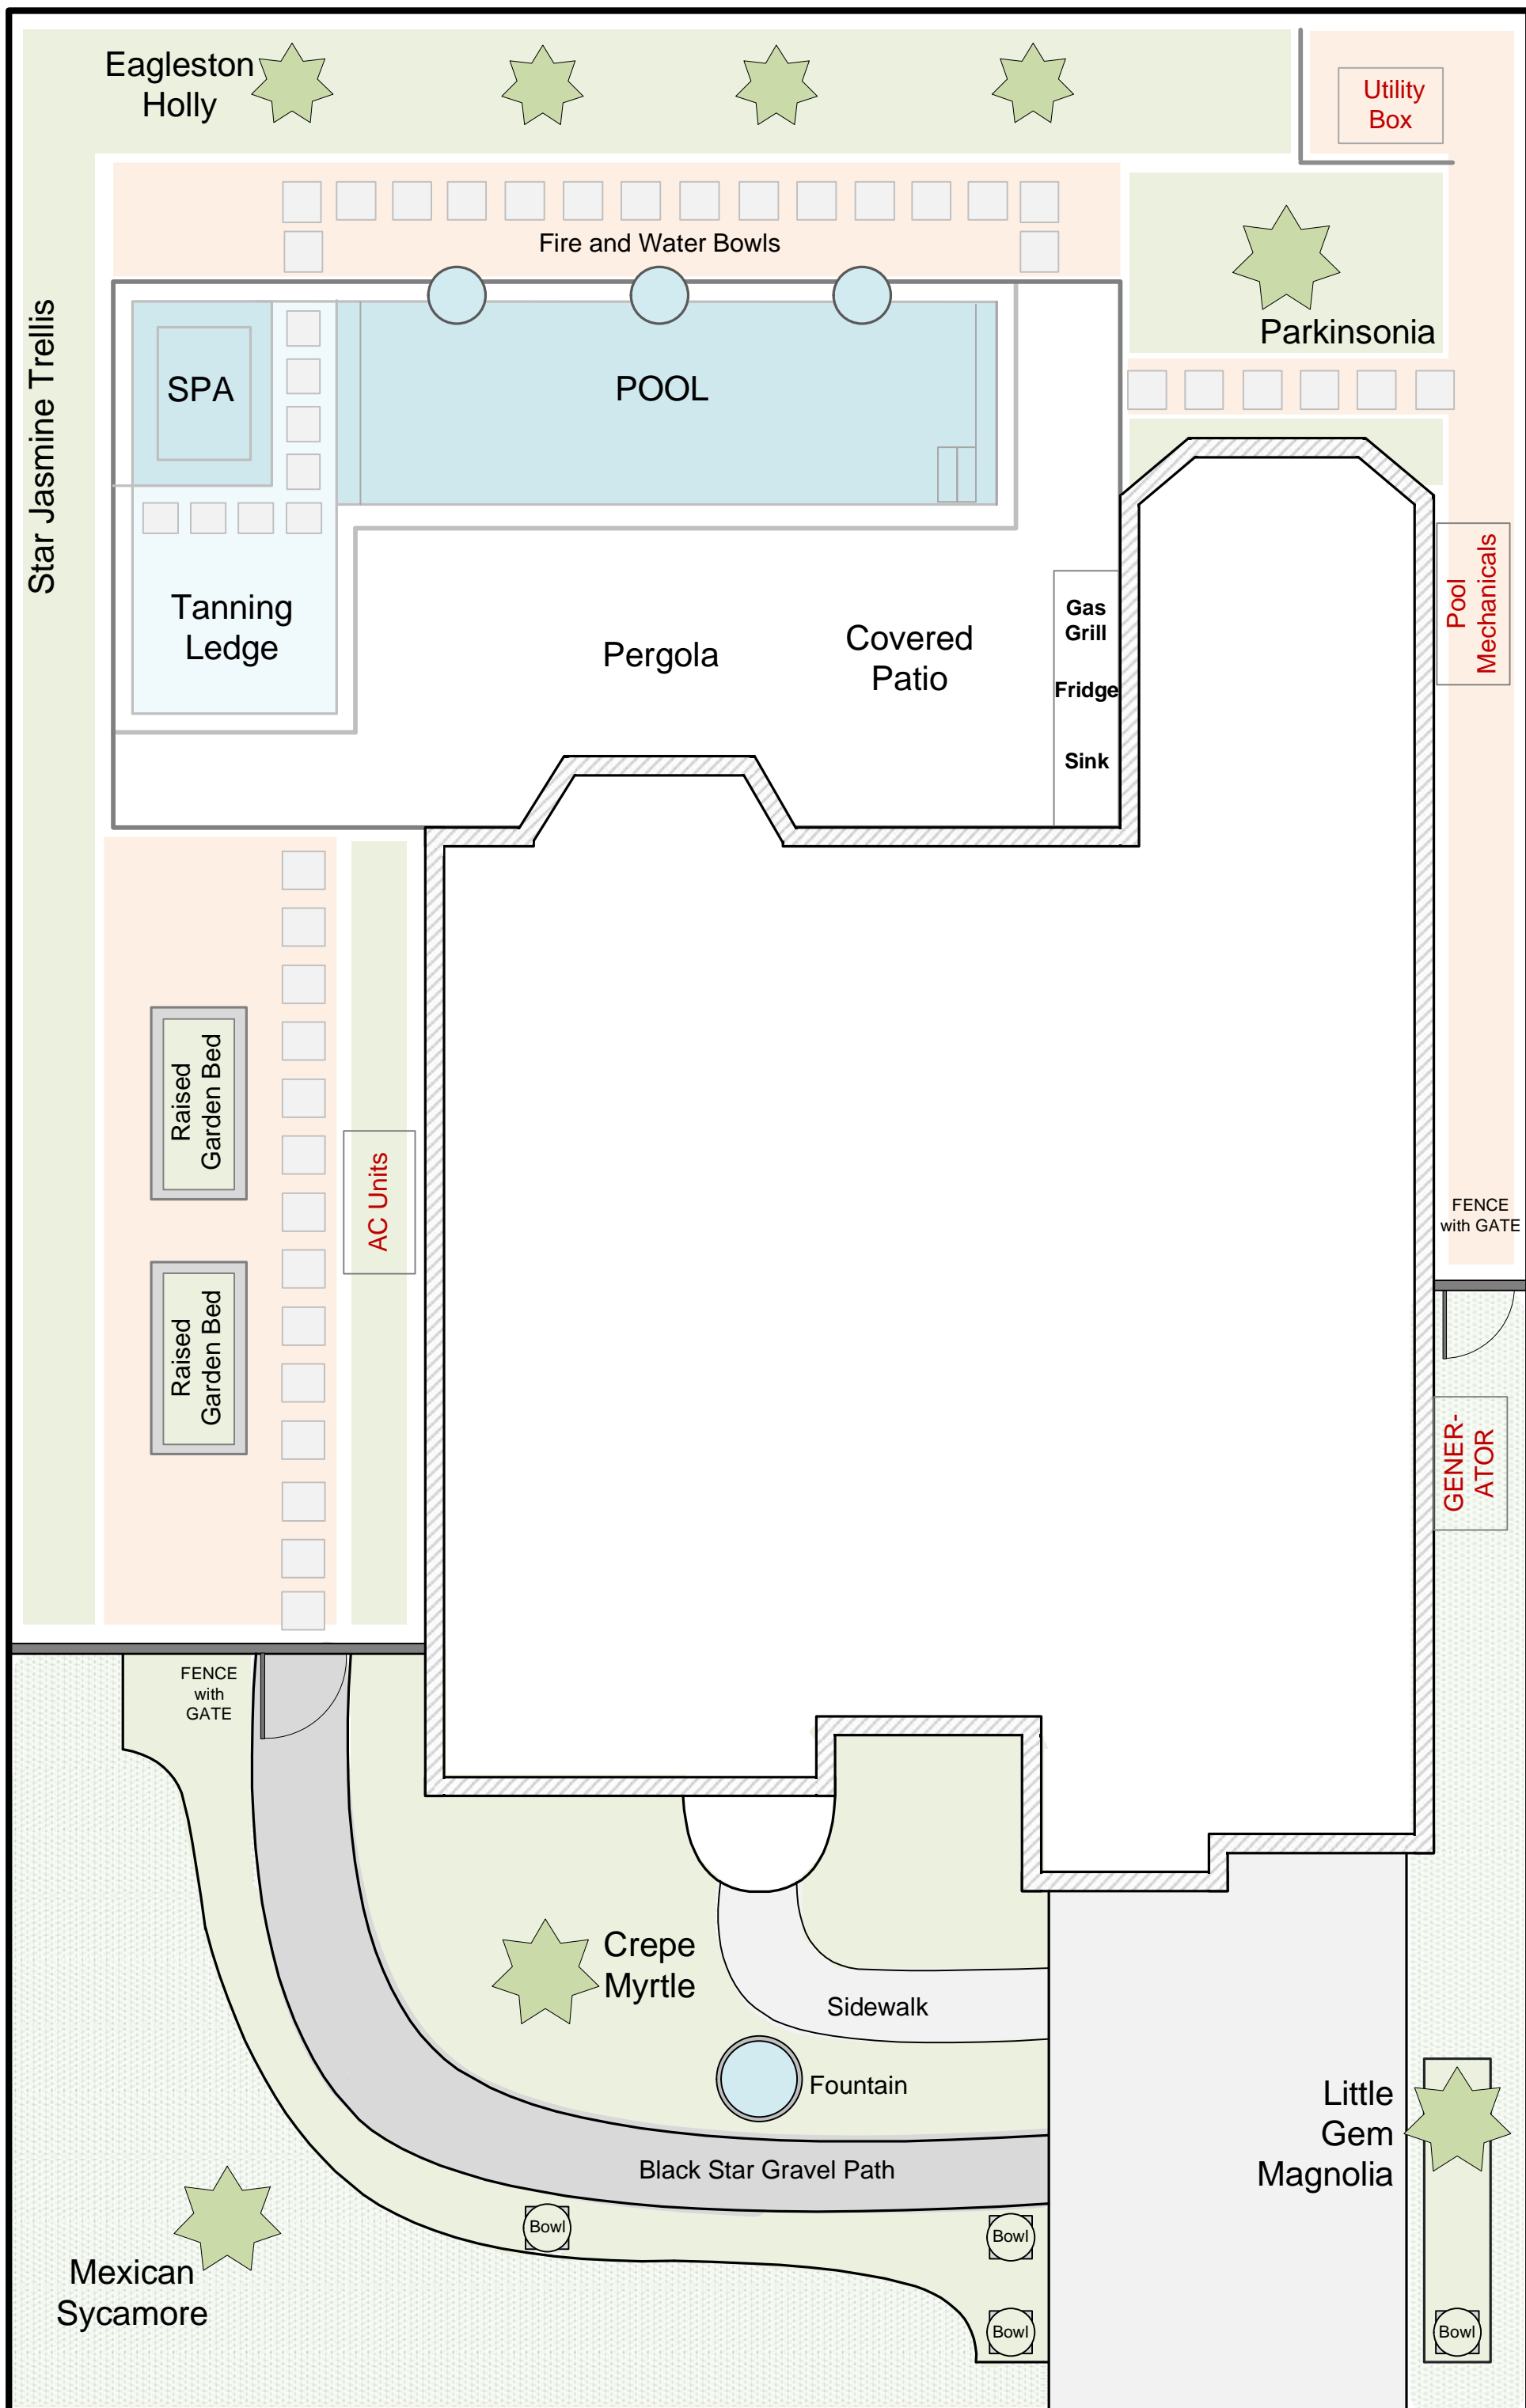 Eagleston
Holly
Utility
Box
Fire and Water Bowls
Parkinsonia
Star Jasmine Trellis
SPA
POOL
Tanning
Ledge
Pergola
Covered
Patio
Gas
Grill
Fridge
Sink
Pool
Mechanicals
Raised
Garden Bed
AC Units
Raised
Garden Bed
FENCE
with GATE
GENER-
ATOR
FENCE
with
GATE
Crepe
Myrtle
Sidewalk
Fountain
Black Star Gravel Path
Little
Gem
Magnolia
Mexican
Sycamore
Bowl
Bowl
Bowl
Bowl